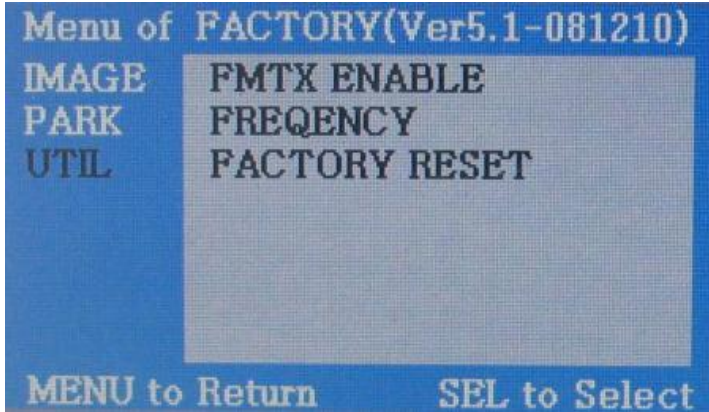 Menu of FACTORY(Ver5.1-081210)
IMAGE FMTX ENABLE
PARK FREQENCY
UTIL FACTORY RESET
MENU to Return SEL to Select